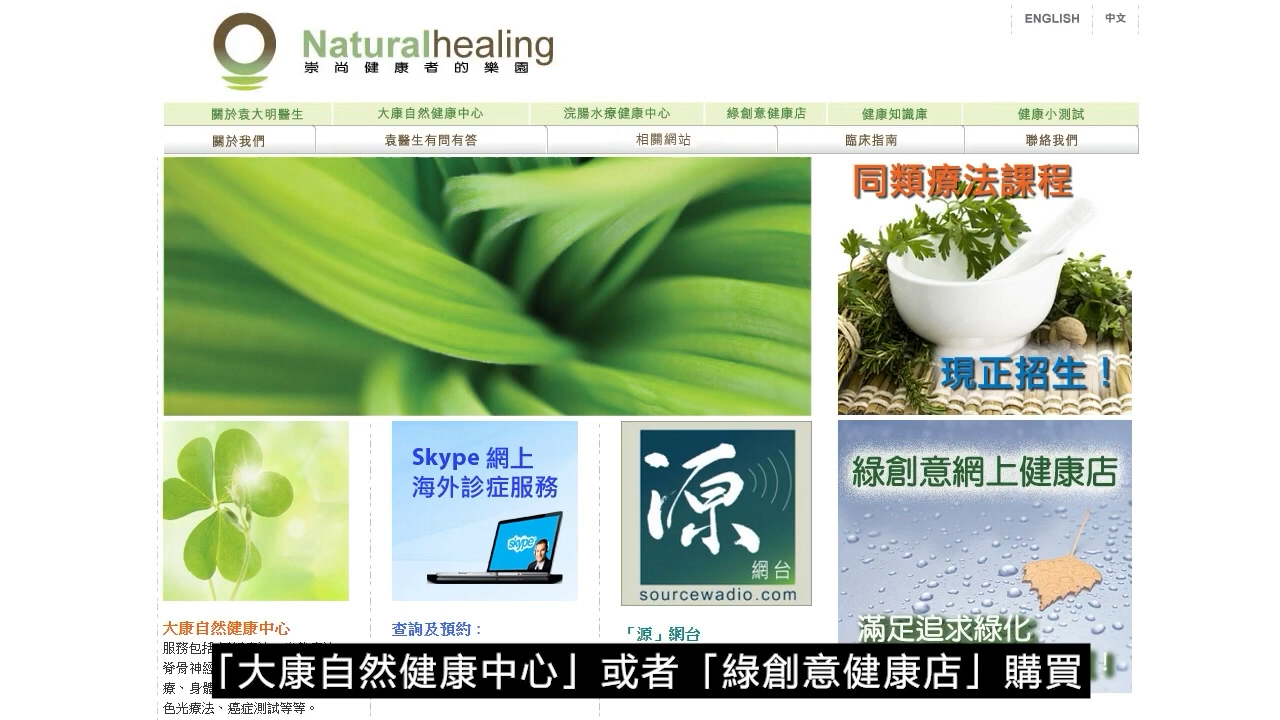 ENGLISH 中文
Naturalhealing
崇尚健康者的樂園
關於袁大明醫生 大康自然健康中心 浣腸水療健康中心 綠創意健康店 健康知識庫 健康小測試
關於我們 袁醫生有問有答 相關網站 臨床指南 聯絡我們
同類療法課程
現正招生！
Skype 網上
海外診症服務
skype
源
網台
sourcewadio.com
綠創意網上健康店
滿足追求綠化
大康自然健康中心
服務包括
脊骨神經
療、身體
色光療法、癌症測試等等。
查詢及預約：
「源」網台
「大康自然健康中心」或者「綠創意健康店」購買